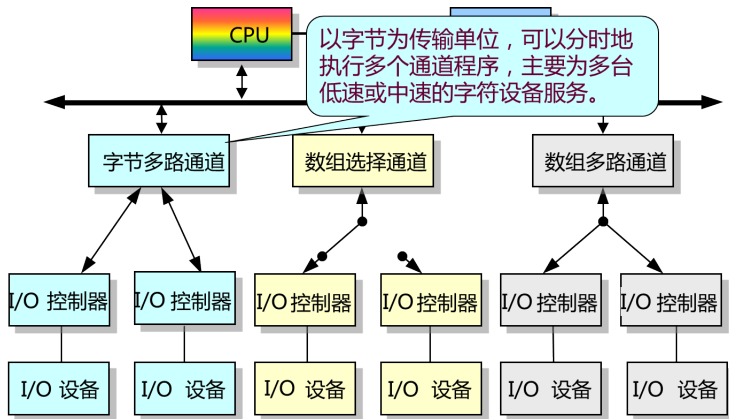 CPU
以字节为传输单位，可以分时地
执行多个通道程序，主要为多台
低速或中速的字符设备服务。
字节多路通道
数组选择通道
数组多路通道
I/O 控制器
I/O 控制器
I/O 控制器
I/O 控制器
I/O 控制器
I/O 控制器
I/O 设备
I/O 设备
I/O 设备
I/O 设备
I/O 设备
I/O 设备